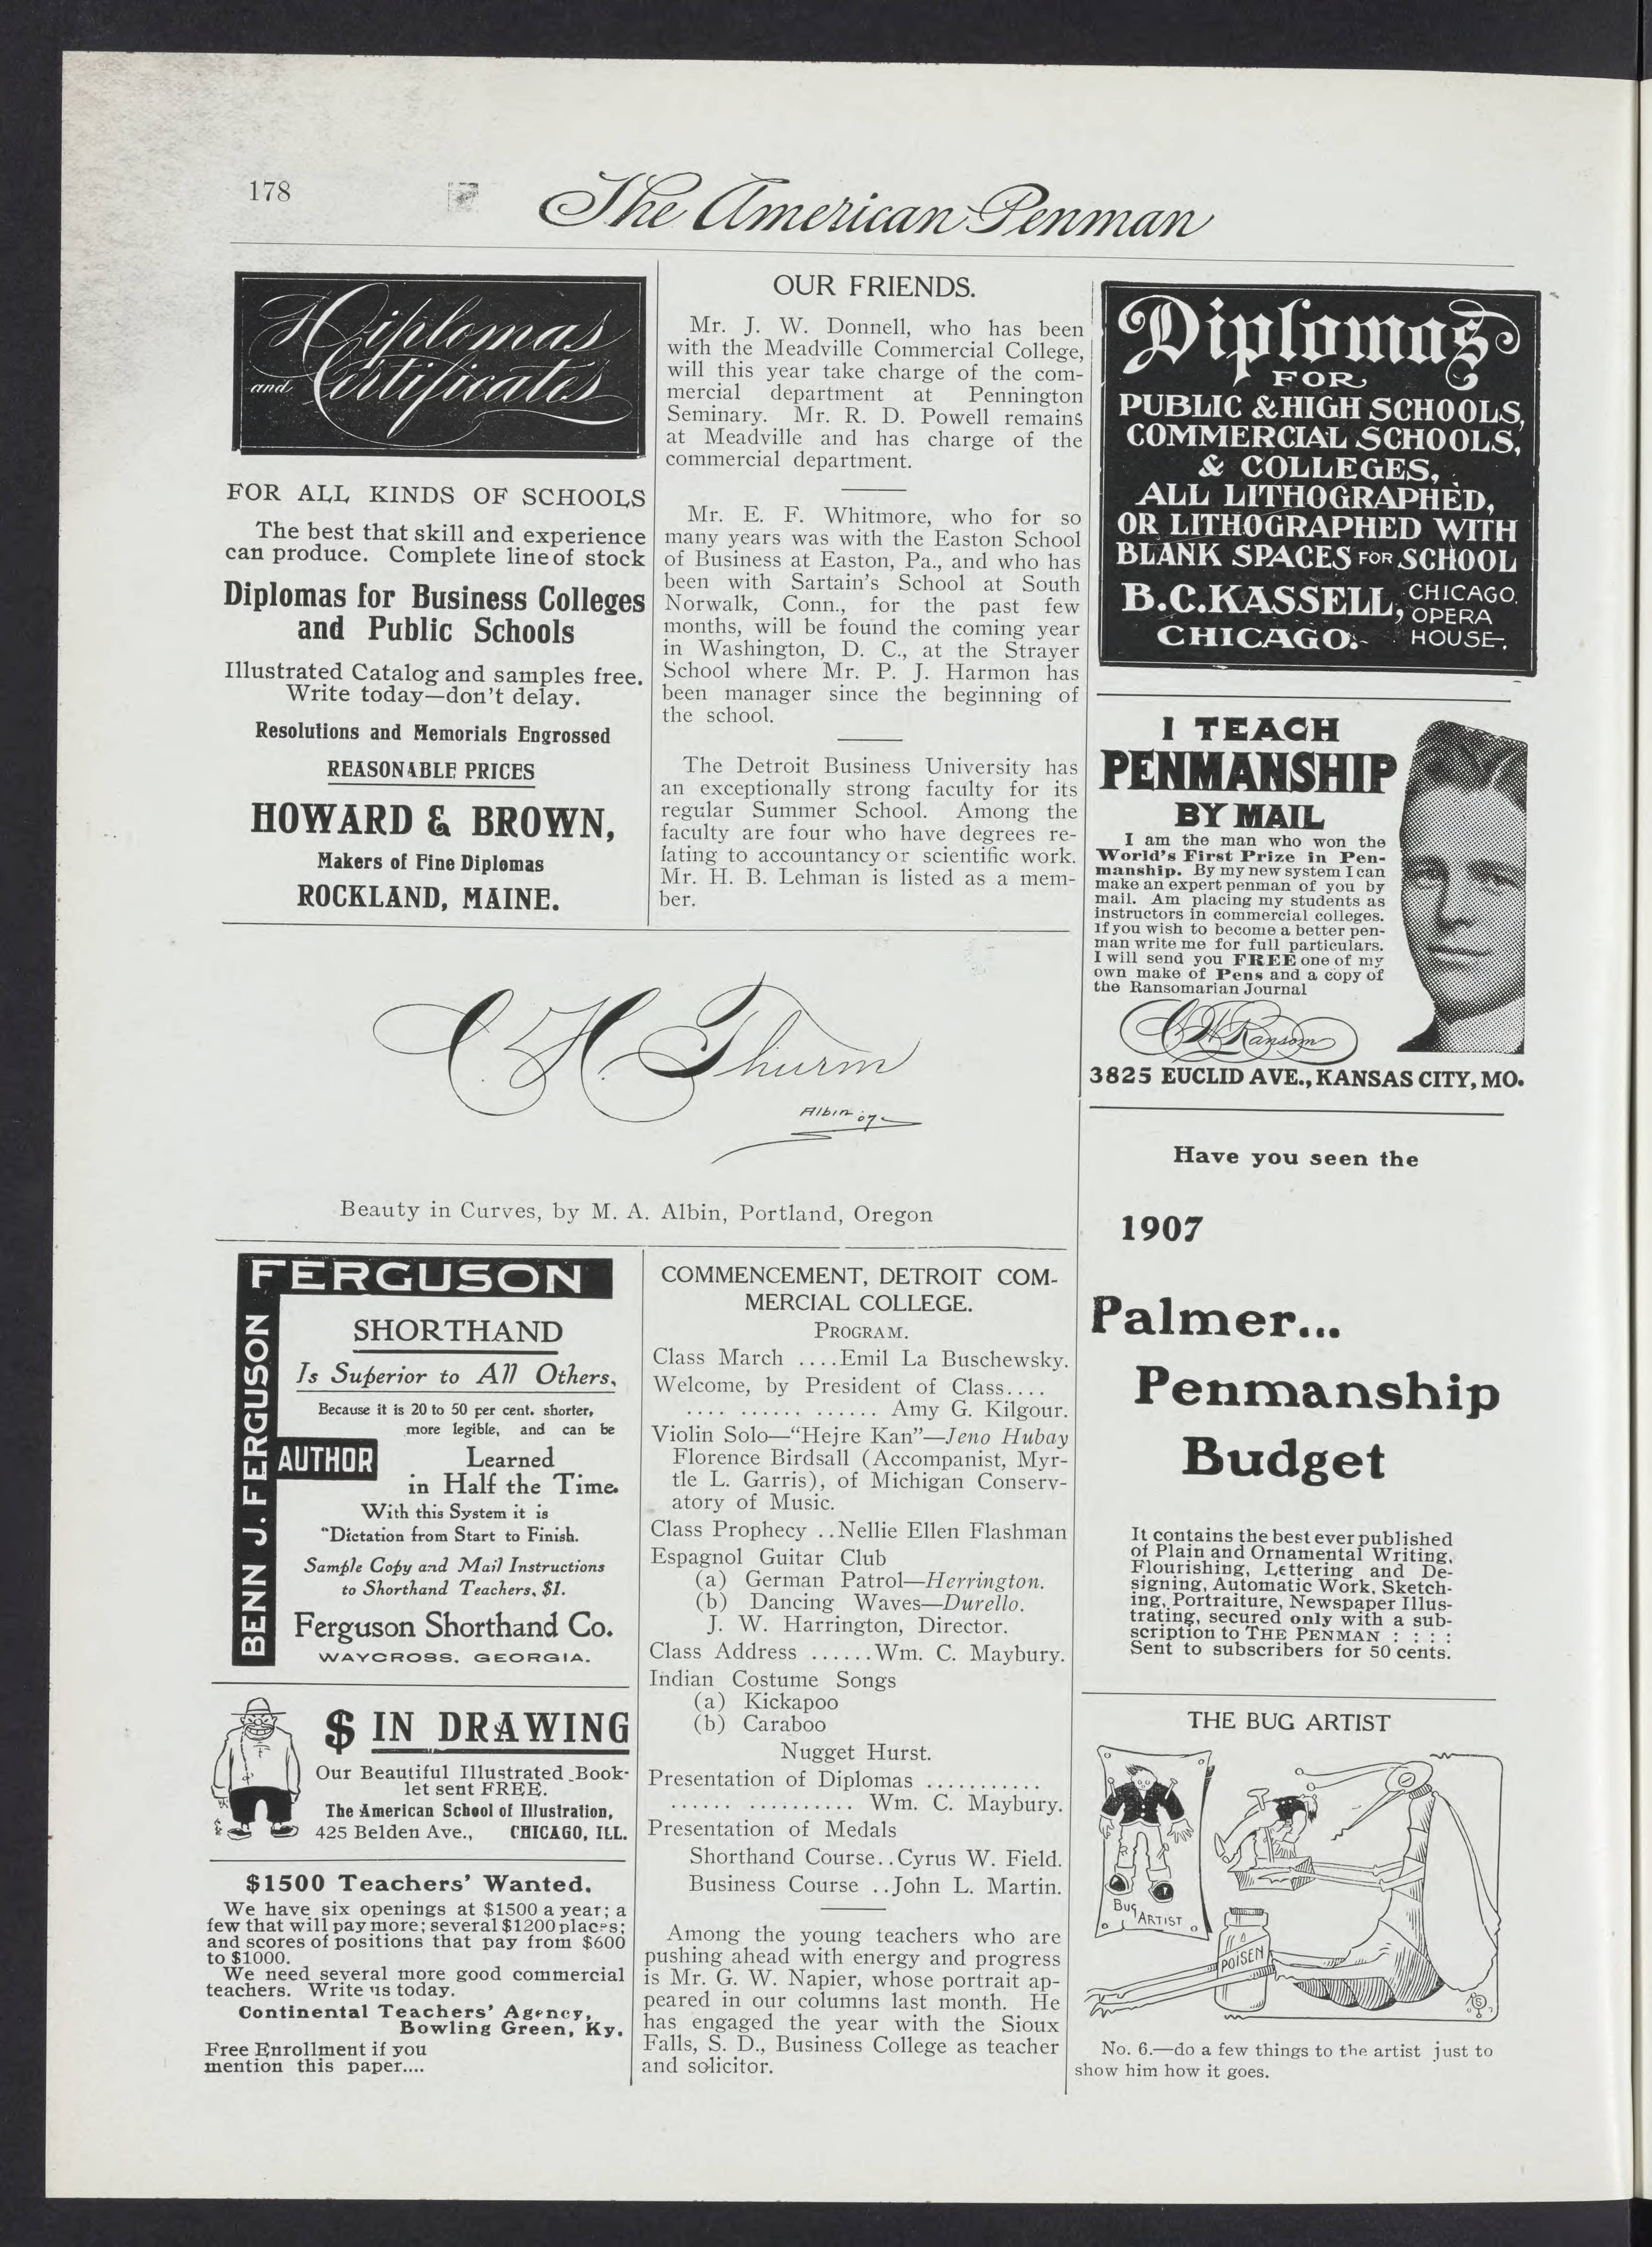 178
The American Penman
Diplomas
and Certificates
FOR ALL KINDS OF SCHOOLS
The best that skill and experience
can produce. Complete line of stock
Diplomas for Business Colleges
and Public Schools
Illustrated Catalog and samples free.
Write today—don't delay.
Resolutions and Memorials Engrossed
REASONABLE PRICES
HOWARD & BROWN,
Makers of Fine Diplomas
ROCKLAND, MAINE.
OUR FRIENDS.
Mr. J. W. Donnell, who has been
with the Meadville Commercial College,
will this year take charge of the com-
mercial department at Pennington
Seminary. Mr. R. D. Powell remains
at Meadville and has charge of the
commercial department.
Mr. E. F. Whitmore, who for so
many years was with the Easton School
of Business at Easton, Pa., and who has
been with Sartain's School at South
Norwalk, Conn., for the past few
months, will be found the coming year
in Washington, D. C., at the Strayer
School where Mr. P. J. Harmon has
been manager since the beginning of
the school.
The Detroit Business University has
an exceptionally strong faculty for its
regular Summer School. Among the
faculty are four who have degrees re-
lating to accountancy or scientific work.
Mr. H. B. Lehman is listed as a mem-
ber.
C. H. Thurm
Albin '07
Beauty in Curves, by M. A. Albin, Portland, Oregon
FERGUSON
BENN J. FERGUSON
AUTHOR
SHORTHAND
Is Superior to All Others,
Because it is 20 to 50 per cent. shorter,
more legible, and can be
Learned
in Half the Time.
With this System it is
"Dictation from Start to Finish.
Sample Copy and Mail Instructions
to Shorthand Teachers, $1.
Ferguson Shorthand Co.
WAYCROSS, GEORGIA.
$ IN DRAWING
Our Beautiful Illustrated Book-
let sent FREE.
The American School of Illustration,
425 Belden Ave., CHICAGO, ILL.
$1500 Teachers' Wanted.
We have six openings at $1500 a year; a
few that will pay more; several $1200 places;
and scores of positions that pay from $600
to $1000.
We need several more good commercial
teachers. Write us today.
Continental Teachers' Agency,
Bowling Green, Ky.
Free Enrollment if you
mention this paper....
COMMENCEMENT, DETROIT COM-
MERCIAL COLLEGE.
PROGRAM.
Class March ....Emil La Buschewsky.
Welcome, by President of Class....
.... ...... ...... Amy G. Kilgour.
Violin Solo—"Hejre Kan"—Jeno Hubay
Florence Birdsall (Accompanist, Myr-
tle L. Garris), of Michigan Conserv-
atory of Music.
Class Prophecy ..Nellie Ellen Flashman
Espagnol Guitar Club
(a) German Patrol—Herrington.
(b) Dancing Waves—Durello.
J. W. Harrington, Director.
Class Address ......Wm. C. Maybury.
Indian Costume Songs
(a) Kickapoo
(b) Caraboo
Nugget Hurst.
Presentation of Diplomas ...........
...... .......... Wm. C. Maybury.
Presentation of Medals
Shorthand Course..Cyrus W. Field.
Business Course ..John L. Martin.
Among the young teachers who are
pushing ahead with energy and progress
is Mr. G. W. Napier, whose portrait ap-
peared in our columns last month. He
has engaged the year with the Sioux
Falls, S. D., Business College as teacher
and solicitor.
Diplomas
FOR
PUBLIC & HIGH SCHOOLS,
COMMERCIAL SCHOOLS,
& COLLEGES,
ALL LITHOGRAPHED,
OR LITHOGRAPHED WITH
BLANK SPACES FOR SCHOOL
B.C.KASSELL,
CHICAGO.
CHICAGO
OPERA
HOUSE.
I TEACH
PENMANSHIP
BY MAIL
I am the man who won the
World's First Prize in Pen-
manship. By my new system I can
make an expert penman of you by
mail. Am placing my students as
instructors in commercial colleges.
If you wish to become a better pen-
man write me for full particulars.
I will send you FREE one of my
own make of Pens and a copy of
the Ransomarian Journal
C W Ransom
3825 EUCLID AVE., KANSAS CITY, MO.
Have you seen the
1907
Palmer...
Penmanship
Budget
It contains the best ever published
of Plain and Ornamental Writing,
Flourishing, Lettering and De-
signing, Automatic Work, Sketch-
ing, Portraiture, Newspaper Illus-
trating, secured only with a sub-
scription to THE PENMAN : : : :
Sent to subscribers for 50 cents.
THE BUG ARTIST
BUG
ARTIST
POISEN
No. 6.—do a few things to the artist just to
show him how it goes.